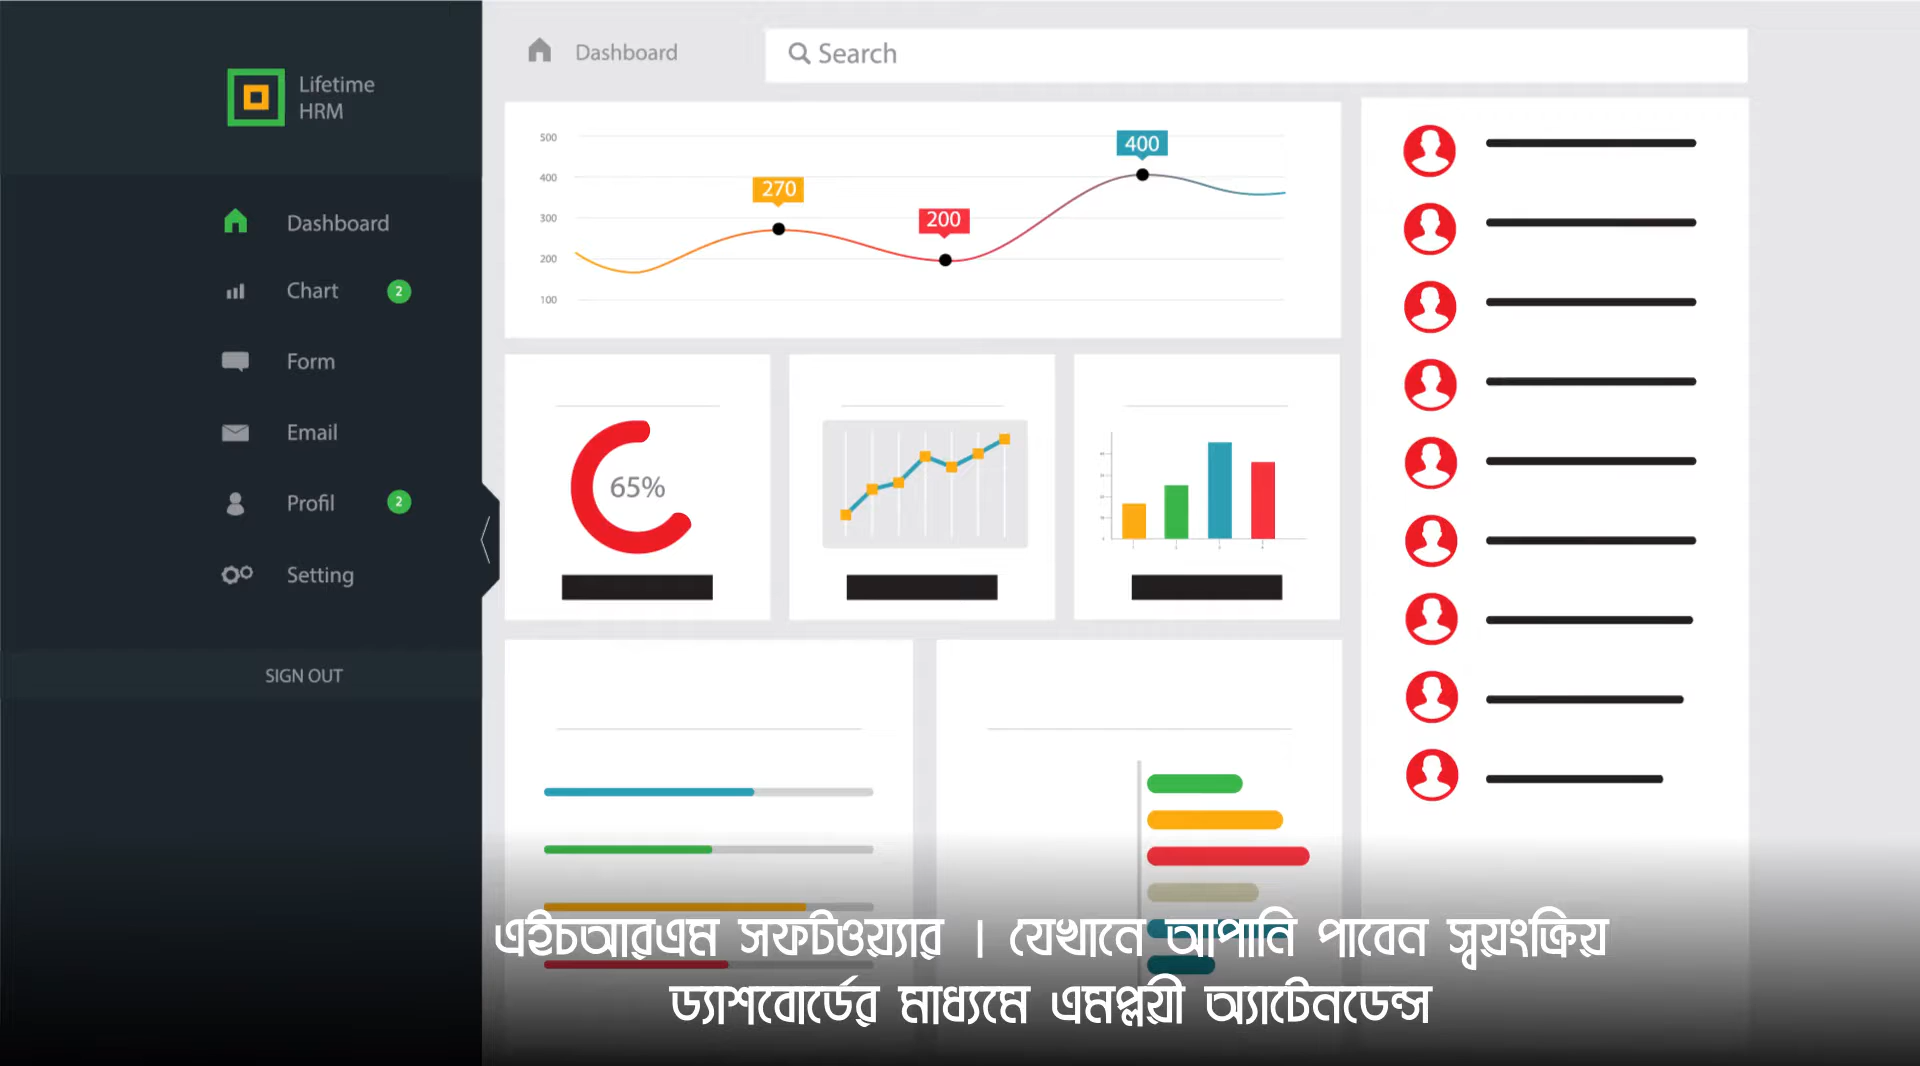 Lifetime
HRM
Dashboard
Chart 2
Form
Email
Profil 2
Setting
SIGN OUT
Dashboard
Search
500
400
300
200
100
270
200
400
65%
এইচআরএম সফটওয়্যার । যেখানে আপনি পাবেন স্বয়ংক্রিয়
ড্যাশবোর্ডের মাধ্যমে এমপ্লয়ী অ্যাটেনডেন্স